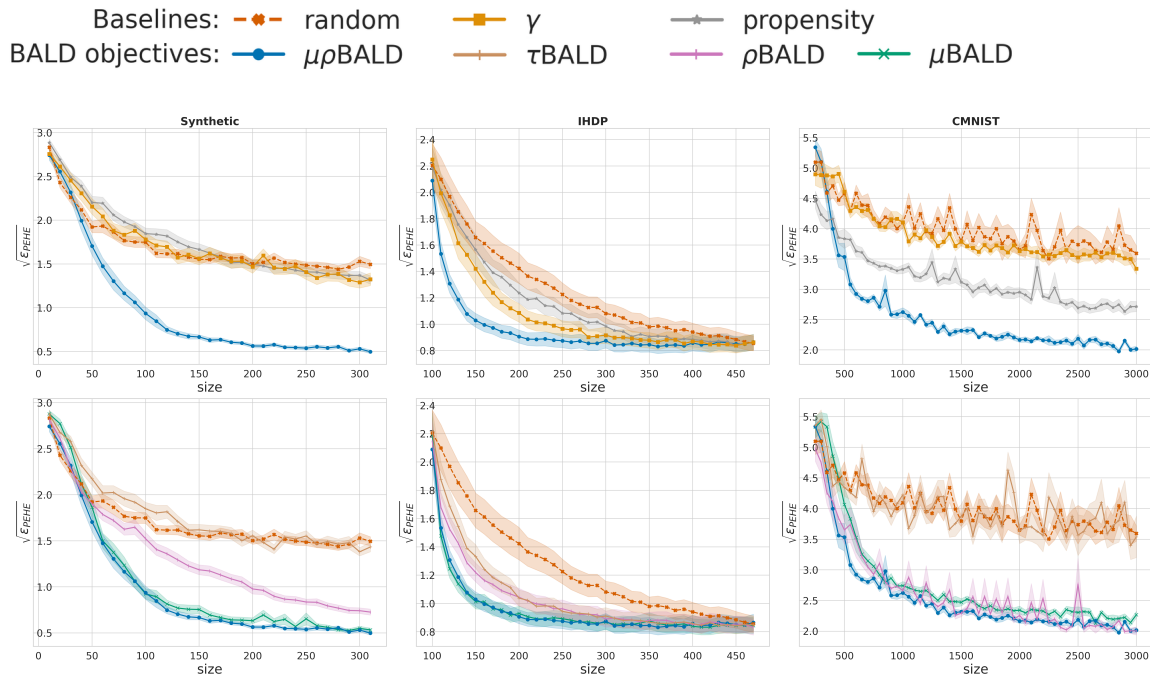 Baselines: random γ propensity
BALD objectives: μρBALD τBALD ρBALD μBALD
Synthetic IHDP CMNIST
3.0
2.5
2.0
1.5
1.0
0.5
√ε_PEHE
0 50 100 150 200 250 300
size
2.4
2.2
2.0
1.8
1.6
1.4
1.2
1.0
0.8
√ε_PEHE
100 150 200 250 300 350 400 450
size
5.5
5.0
4.5
4.0
3.5
3.0
2.5
2.0
√ε_PEHE
500 1000 1500 2000 2500 3000
size
3.0
2.5
2.0
1.5
1.0
0.5
√ε_PEHE
0 50 100 150 200 250 300
size
2.4
2.2
2.0
1.8
1.6
1.4
1.2
1.0
0.8
√ε_PEHE
100 150 200 250 300 350 400 450
size
5.5
5.0
4.5
4.0
3.5
3.0
2.5
2.0
√ε_PEHE
500 1000 1500 2000 2500 3000
size